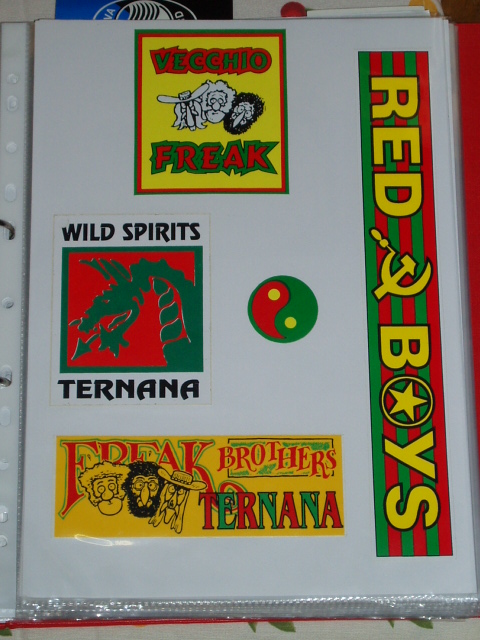 VECCHIO
FREAK
RED BOYS
WILD SPIRITS
TERNANA
FREAK BROTHERS
TERNANA